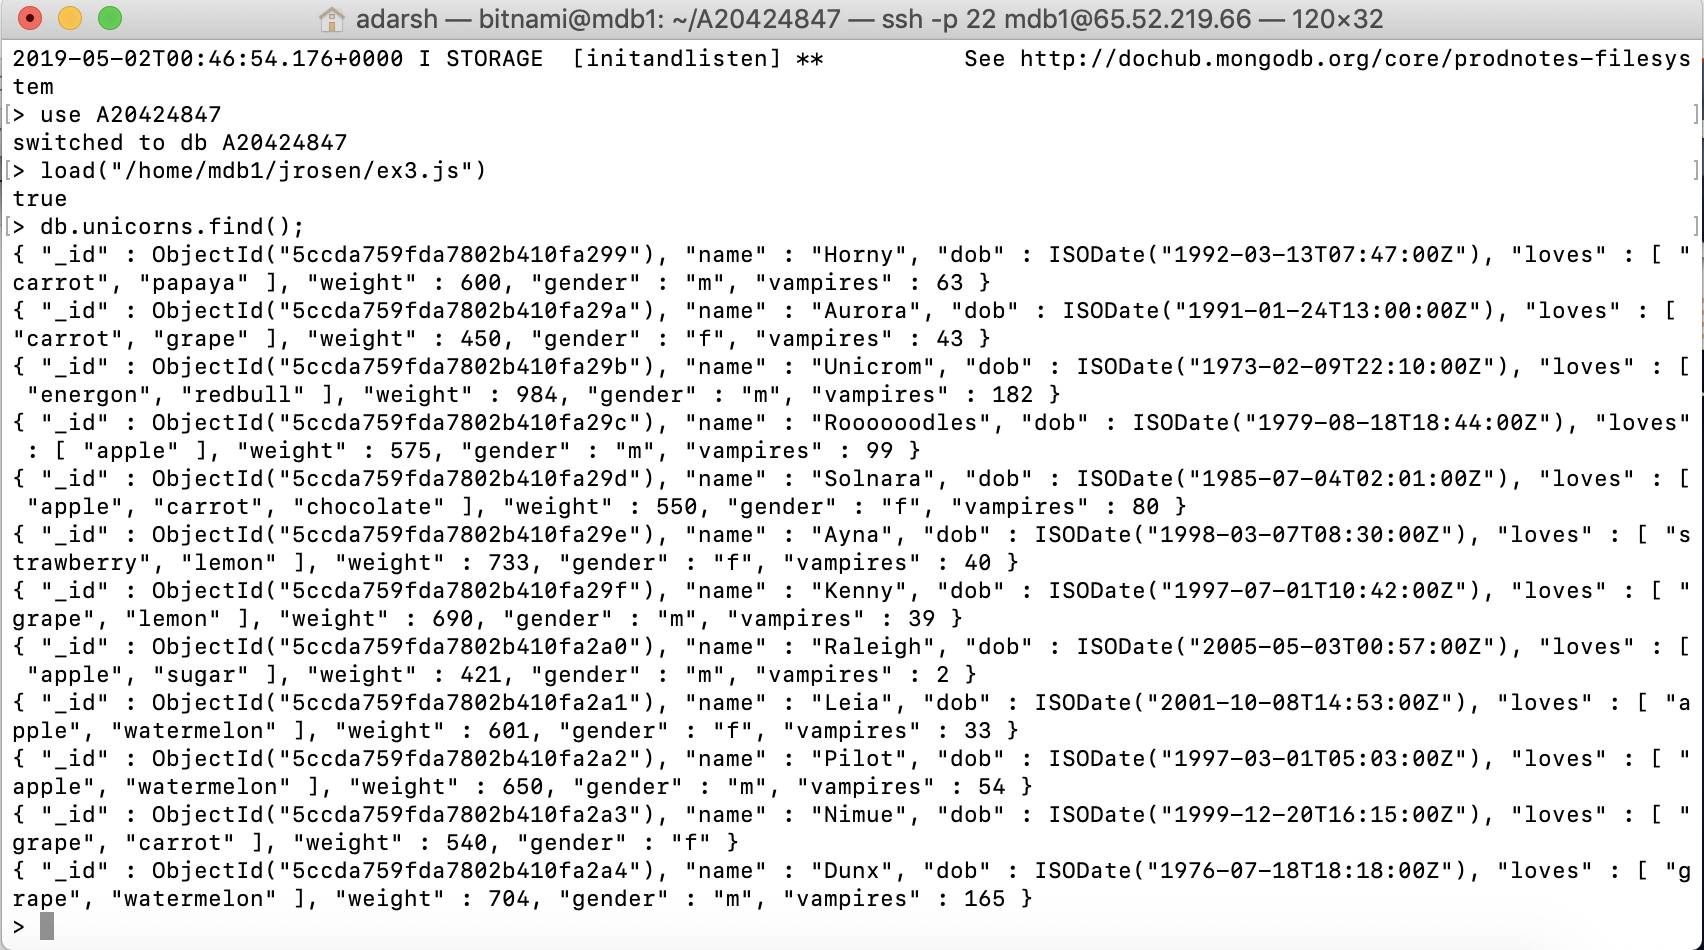 adarsh — bitnami@mdb1: ~/A20424847 — ssh -p 22 mdb1@65.52.219.66 — 120×32
2019-05-02T00:46:54.176+0000 I STORAGE  [initandlisten] **          See http://dochub.mongodb.org/core/prodnotes-filesys
tem
[> use A20424847 ]
switched to db A20424847
[> load("/home/mdb1/jrosen/ex3.js") ]
true
[> db.unicorns.find(); ]
{ "_id" : ObjectId("5ccda759fda7802b410fa299"), "name" : "Horny", "dob" : ISODate("1992-03-13T07:47:00Z"), "loves" : [ "
carrot", "papaya" ], "weight" : 600, "gender" : "m", "vampires" : 63 }
{ "_id" : ObjectId("5ccda759fda7802b410fa29a"), "name" : "Aurora", "dob" : ISODate("1991-01-24T13:00:00Z"), "loves" : [
"carrot", "grape" ], "weight" : 450, "gender" : "f", "vampires" : 43 }
{ "_id" : ObjectId("5ccda759fda7802b410fa29b"), "name" : "Unicrom", "dob" : ISODate("1973-02-09T22:10:00Z"), "loves" : [
 "energon", "redbull" ], "weight" : 984, "gender" : "m", "vampires" : 182 }
{ "_id" : ObjectId("5ccda759fda7802b410fa29c"), "name" : "Roooooodles", "dob" : ISODate("1979-08-18T18:44:00Z"), "loves"
 : [ "apple" ], "weight" : 575, "gender" : "m", "vampires" : 99 }
{ "_id" : ObjectId("5ccda759fda7802b410fa29d"), "name" : "Solnara", "dob" : ISODate("1985-07-04T02:01:00Z"), "loves" : [
 "apple", "carrot", "chocolate" ], "weight" : 550, "gender" : "f", "vampires" : 80 }
{ "_id" : ObjectId("5ccda759fda7802b410fa29e"), "name" : "Ayna", "dob" : ISODate("1998-03-07T08:30:00Z"), "loves" : [ "s
trawberry", "lemon" ], "weight" : 733, "gender" : "f", "vampires" : 40 }
{ "_id" : ObjectId("5ccda759fda7802b410fa29f"), "name" : "Kenny", "dob" : ISODate("1997-07-01T10:42:00Z"), "loves" : [ "
grape", "lemon" ], "weight" : 690, "gender" : "m", "vampires" : 39 }
{ "_id" : ObjectId("5ccda759fda7802b410fa2a0"), "name" : "Raleigh", "dob" : ISODate("2005-05-03T00:57:00Z"), "loves" : [
 "apple", "sugar" ], "weight" : 421, "gender" : "m", "vampires" : 2 }
{ "_id" : ObjectId("5ccda759fda7802b410fa2a1"), "name" : "Leia", "dob" : ISODate("2001-10-08T14:53:00Z"), "loves" : [ "a
pple", "watermelon" ], "weight" : 601, "gender" : "f", "vampires" : 33 }
{ "_id" : ObjectId("5ccda759fda7802b410fa2a2"), "name" : "Pilot", "dob" : ISODate("1997-03-01T05:03:00Z"), "loves" : [ "
apple", "watermelon" ], "weight" : 650, "gender" : "m", "vampires" : 54 }
{ "_id" : ObjectId("5ccda759fda7802b410fa2a3"), "name" : "Nimue", "dob" : ISODate("1999-12-20T16:15:00Z"), "loves" : [ "
grape", "carrot" ], "weight" : 540, "gender" : "f" }
{ "_id" : ObjectId("5ccda759fda7802b410fa2a4"), "name" : "Dunx", "dob" : ISODate("1976-07-18T18:18:00Z"), "loves" : [ "g
rape", "watermelon" ], "weight" : 704, "gender" : "m", "vampires" : 165 }
>